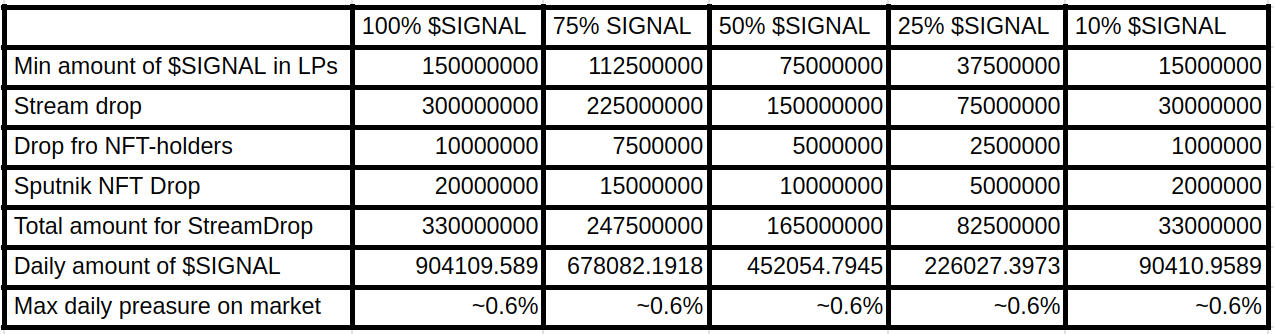 100% $SIGNAL 75% SIGNAL 50% $SIGNAL 25% $SIGNAL 10% $SIGNAL
Min amount of $SIGNAL in LPs 150000000 112500000 75000000 37500000 15000000
Stream drop 300000000 225000000 150000000 75000000 30000000
Drop fro NFT-holders 10000000 7500000 5000000 2500000 1000000
Sputnik NFT Drop 20000000 15000000 10000000 5000000 2000000
Total amount for StreamDrop 330000000 247500000 165000000 82500000 33000000
Daily amount of $SIGNAL 904109.589 678082.1918 452054.7945 226027.3973 90410.9589
Max daily preasure on market ~0.6% ~0.6% ~0.6% ~0.6% ~0.6%